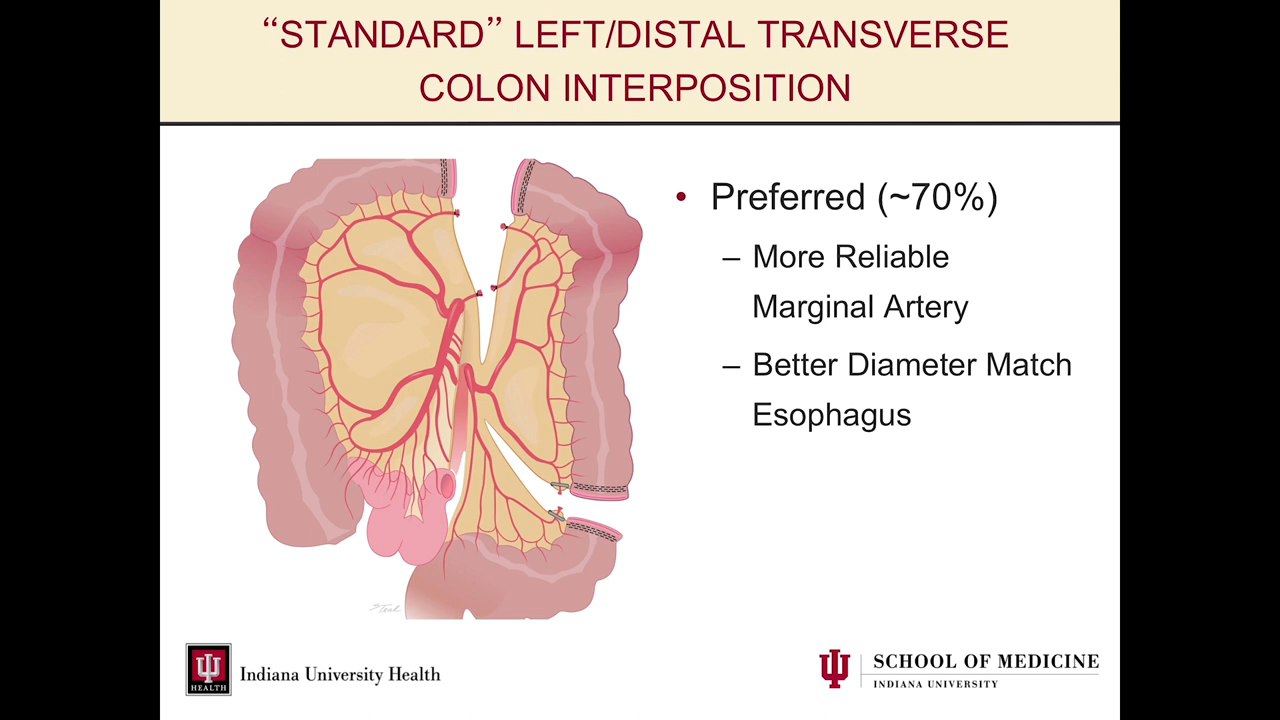 “STANDARD” LEFT/DISTAL TRANSVERSE
COLON INTERPOSITION
• Preferred (~70%)
– More Reliable
Marginal Artery
– Better Diameter Match
Esophagus
HEALTH
Indiana University Health
SCHOOL OF MEDICINE
INDIANA UNIVERSITY